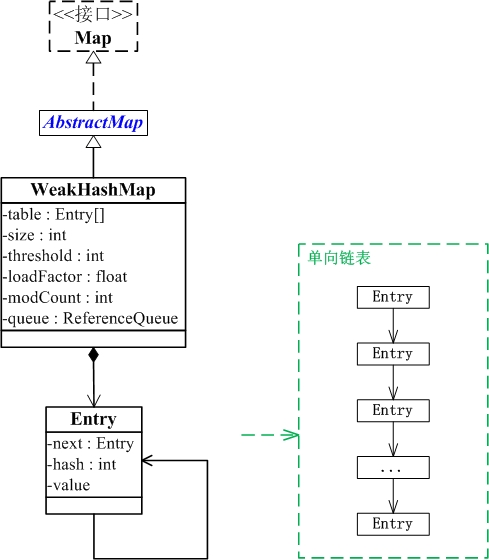 <<接口>>
Map
AbstractMap
WeakHashMap
-table : Entry[]
-size : int
-threshold : int
-loadFactor : float
-modCount : int
-queue : ReferenceQueue
Entry
-next : Entry
-hash : int
-value
单向链表
Entry
Entry
Entry
...
Entry